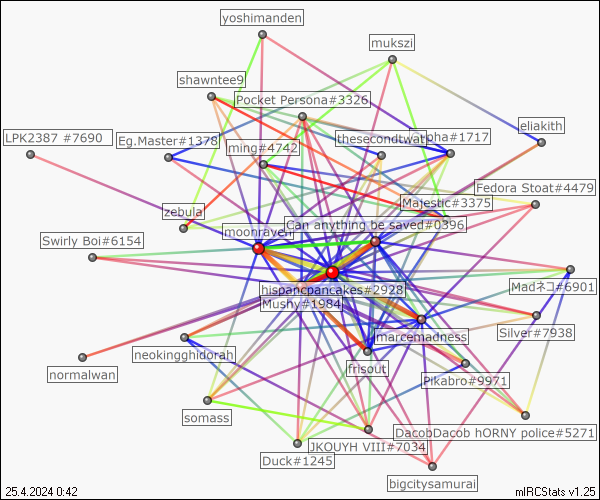 yoshimanden
mukszi
shawntee9
Pocket Persona#3326
eliakith
LPK2387 #7690
Eg.Master#1378
thesecondtwat
pha#1717
ming#4742
Fedora Stoat#4479
Majestic#3375
zebula
Can anything be saved#0396
moonraven
Swirly Boi#6154
hispancpancakes#2928
Madネコ#6901
Mushy#1984
marcemadness
Silver#7938
neokingghidorah
frisout
normalwan
Pikabro#9971
somass
DacobDacob hORNY police#5271
JKOUYH VIII#7034
Duck#1245
bigcitysamurai
25.4.2024 0:42
mIRCStats v1.25